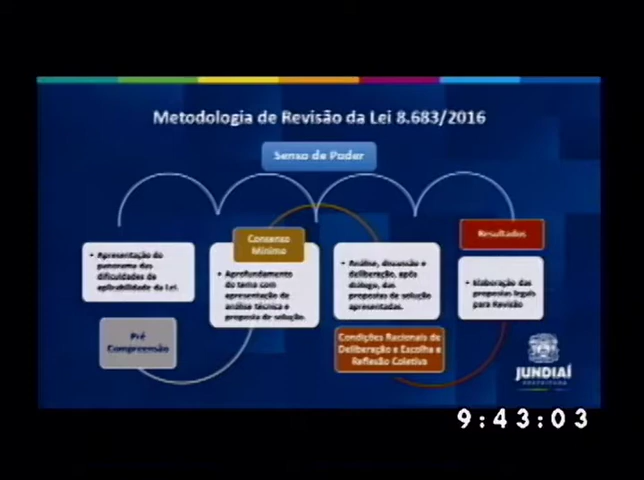 Metodologia de Revisão da Lei 8.683/2016
Senso de Poder
• Apresentação do
panorama das
dificuldades de
aplicabilidade da Lei.
Pré
Compreensão
Consenso
Mínimo
• Aprofundamento
do tema com
apresentação de
análise técnica e
proposta de solução.
• Análise, discussão e
deliberação, após
diálogo, das
propostas de solução
apresentadas.
Condições Racionais de
Deliberação e Escolha e
Reflexão Coletiva
Resultados
• Elaboração das
propostas legais
para Revisão
JUNDIAÍ
PREFEITURA
9:43:03